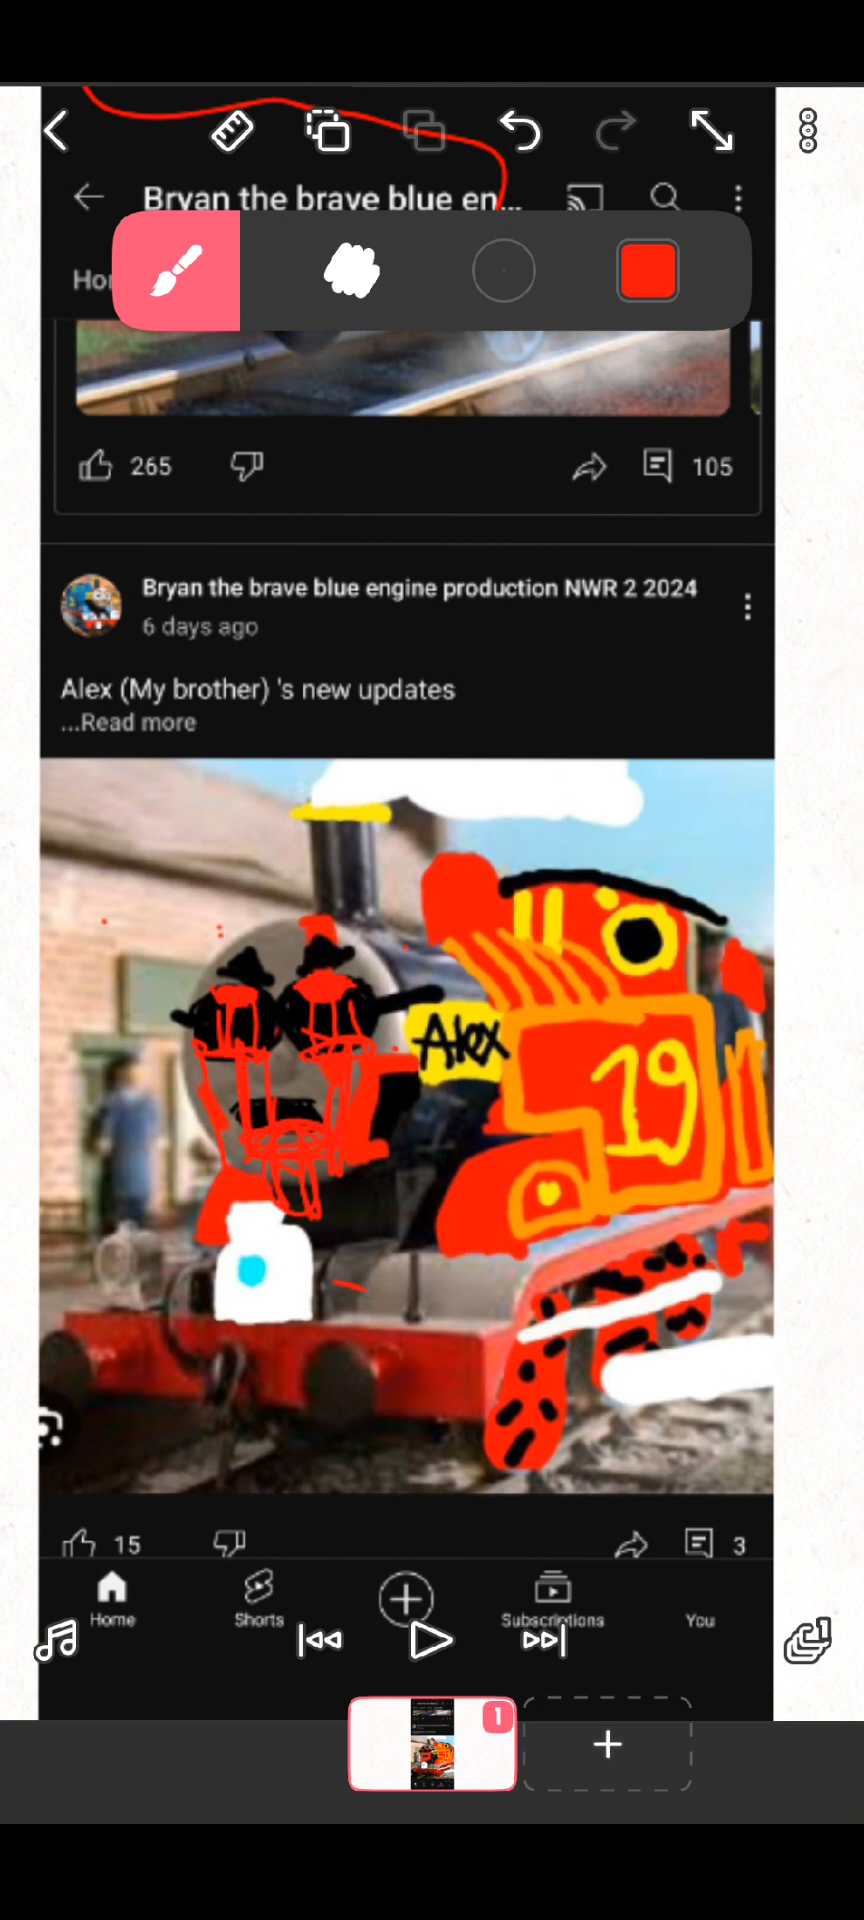 Bryan the brave blue en...
Ho
265
105
Bryan the brave blue engine production NWR 2 2024
6 days ago
Alex (My brother) 's new updates
...Read more
Alex
19
15
3
Home
Shorts
Subscriptions
You
1
1